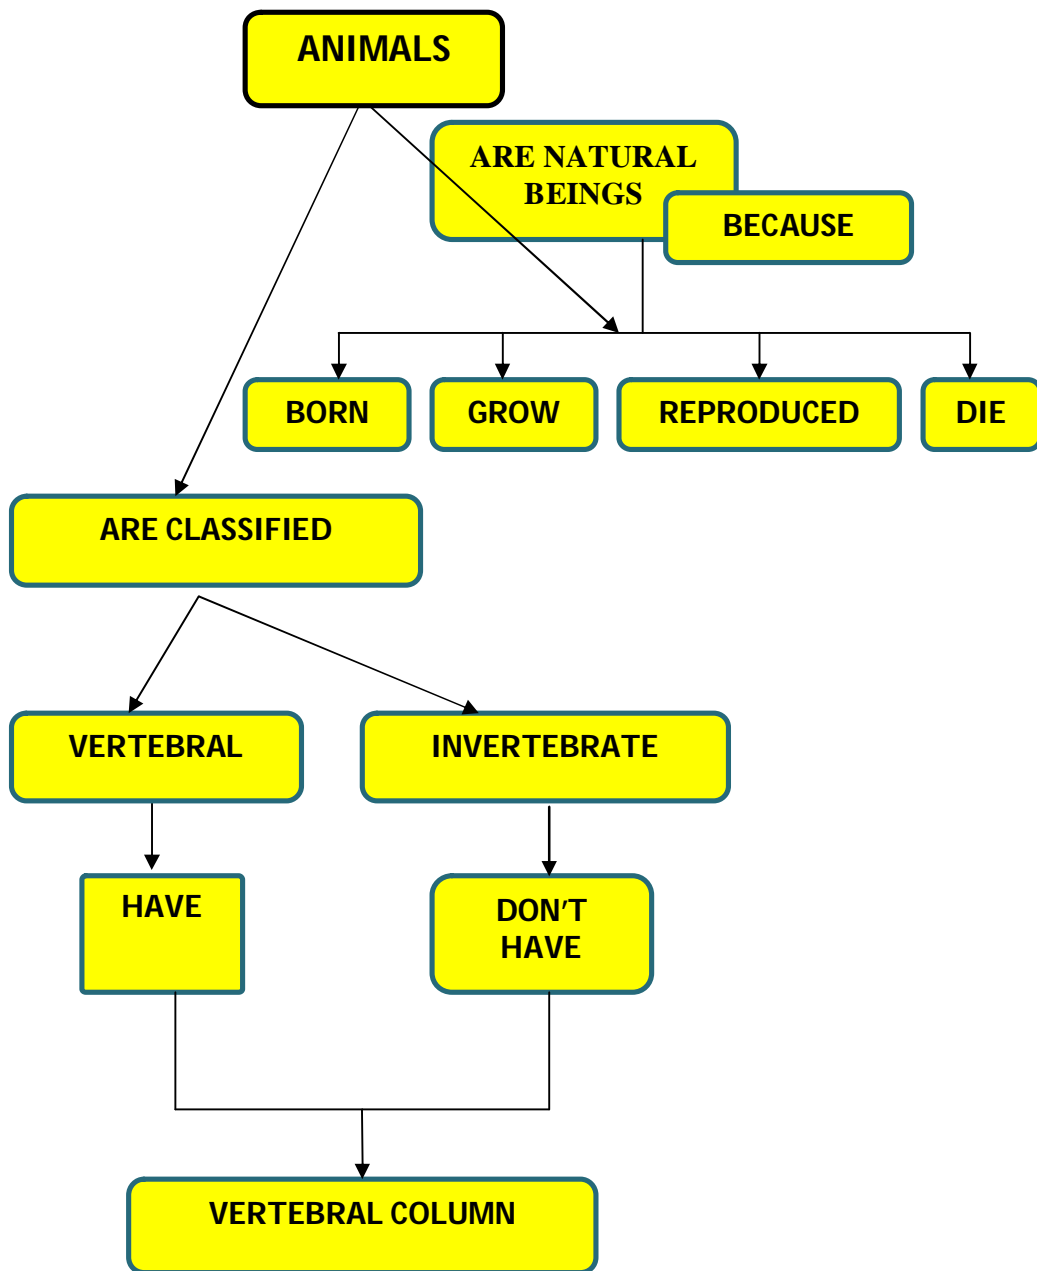 ANIMALS
ARE NATURAL
BEINGS
BECAUSE
BORN
GROW
REPRODUCED
DIE
ARE CLASSIFIED
VERTEBRAL
INVERTEBRATE
HAVE
DON'T
HAVE
VERTEBRAL COLUMN